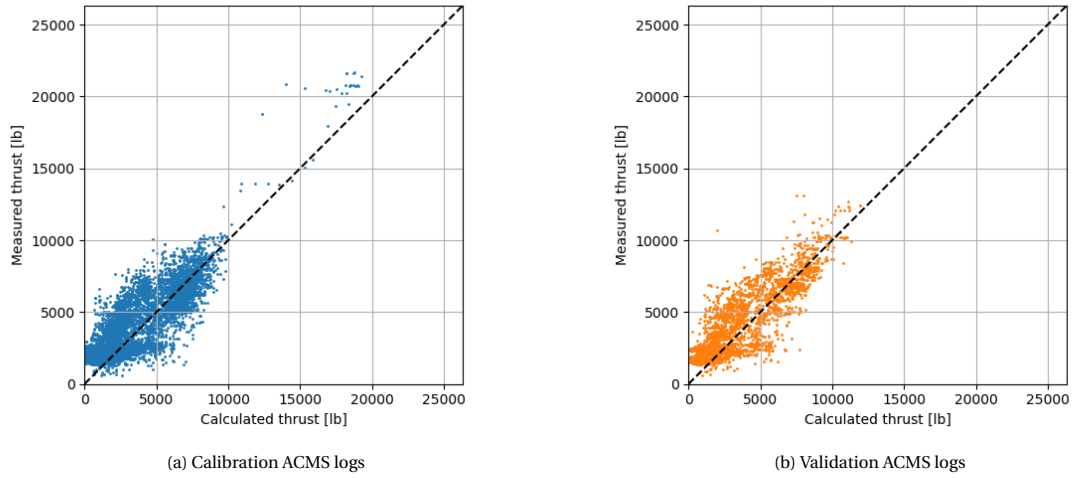 25000
20000
15000
10000
5000
0
Measured thrust [lb]
0 5000 10000 15000 20000 25000
Calculated thrust [lb]
(a) Calibration ACMS logs
25000
20000
15000
10000
5000
0
Measured thrust [lb]
0 5000 10000 15000 20000 25000
Calculated thrust [lb]
(b) Validation ACMS logs